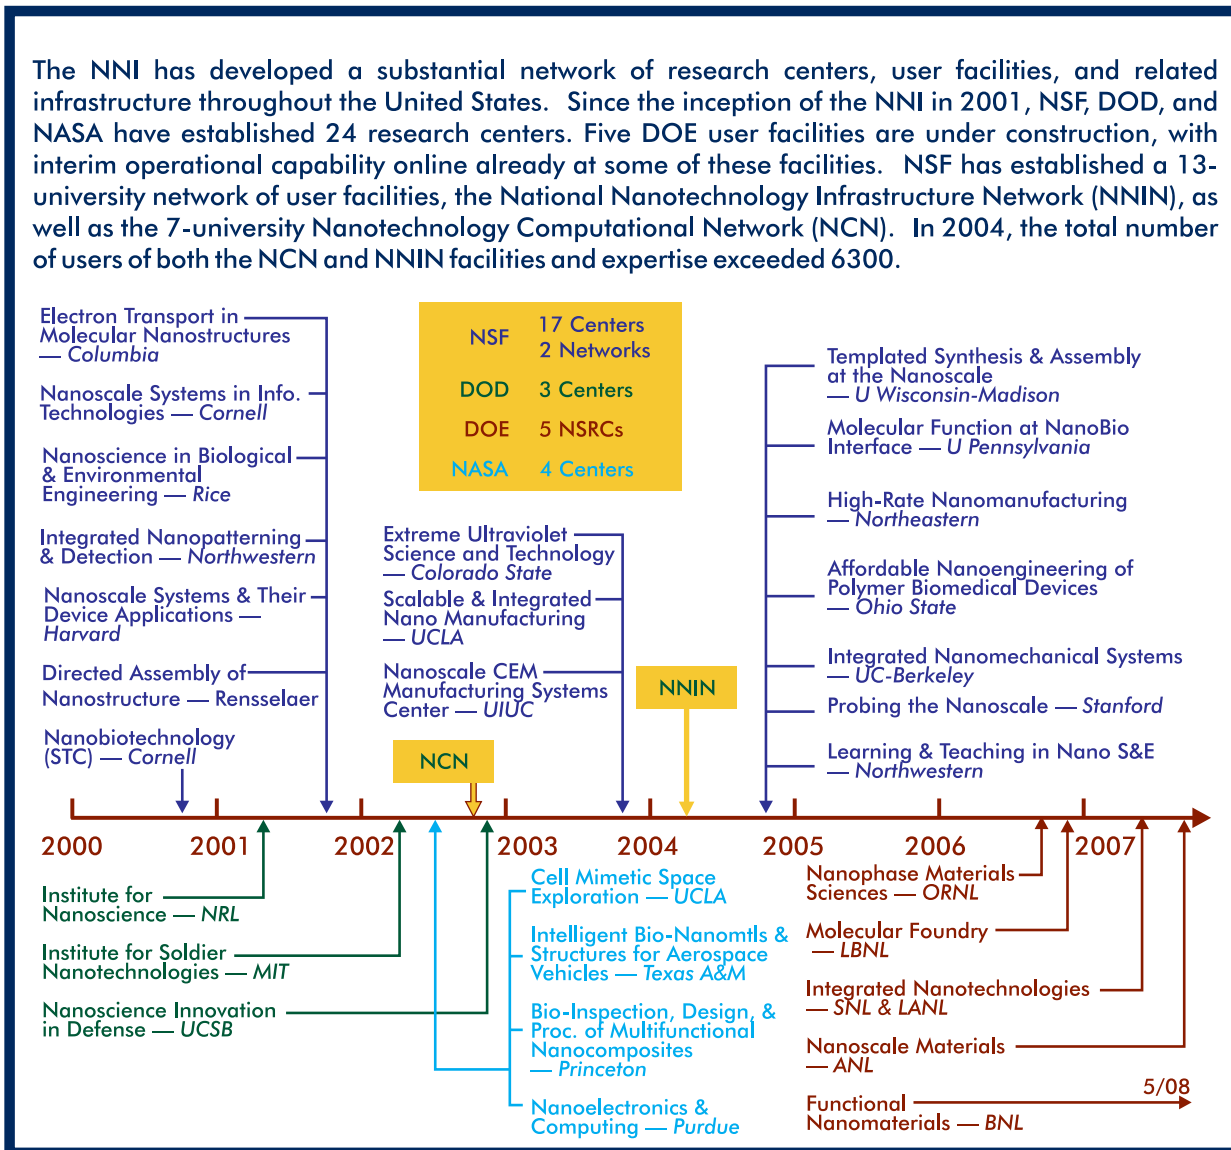 The NNI has developed a substantial network of research centers, user facilities, and related
infrastructure throughout the United States. Since the inception of the NNI in 2001, NSF, DOD, and
NASA have established 24 research centers. Five DOE user facilities are under construction, with
interim operational capability online already at some of these facilities. NSF has established a 13-
university network of user facilities, the National Nanotechnology Infrastructure Network (NNIN), as
well as the 7-university Nanotechnology Computational Network (NCN). In 2004, the total number
of users of both the NCN and NNIN facilities and expertise exceeded 6300.
Electron Transport in
Molecular Nanostructures
— Columbia
Nanoscale Systems in Info.
Technologies — Cornell
Nanoscience in Biological
& Environmental
Engineering — Rice
Integrated Nanopatterning
& Detection — Northwestern
Nanoscale Systems & Their
Device Applications —
Harvard
Directed Assembly of
Nanostructure — Rensselaer
Nanobiotechnology
(STC) — Cornell
NSF 17 Centers
2 Networks
DOD 3 Centers
DOE 5 NSRCs
NASA 4 Centers
Extreme Ultraviolet
Science and Technology
— Colorado State
Scalable & Integrated
Nano Manufacturing
— UCLA
Nanoscale CEM
Manufacturing Systems
Center — UIUC
NCN
NNIN
Templated Synthesis & Assembly
at the Nanoscale
— U Wisconsin-Madison
Molecular Function at NanoBio
Interface — U Pennsylvania
High-Rate Nanomanufacturing
— Northeastern
Affordable Nanoengineering of
Polymer Biomedical Devices
— Ohio State
Integrated Nanomechanical Systems
— UC-Berkeley
Probing the Nanoscale — Stanford
Learning & Teaching in Nano S&E
— Northwestern
2000 2001 2002 2003 2004 2005 2006 2007
Institute for
Nanoscience — NRL
Institute for Soldier
Nanotechnologies — MIT
Nanoscience Innovation
in Defense — UCSB
Cell Mimetic Space
Exploration — UCLA
Intelligent Bio-Nanomtls &
Structures for Aerospace
Vehicles — Texas A&M
Bio-Inspection, Design, &
Proc. of Multifunctional
Nanocomposites
— Princeton
Nanoelectronics &
Computing — Purdue
Nanophase Materials
Sciences — ORNL
Molecular Foundry
— LBNL
Integrated Nanotechnologies
— SNL & LANL
Nanoscale Materials
— ANL
5/08
Functional
Nanomaterials — BNL